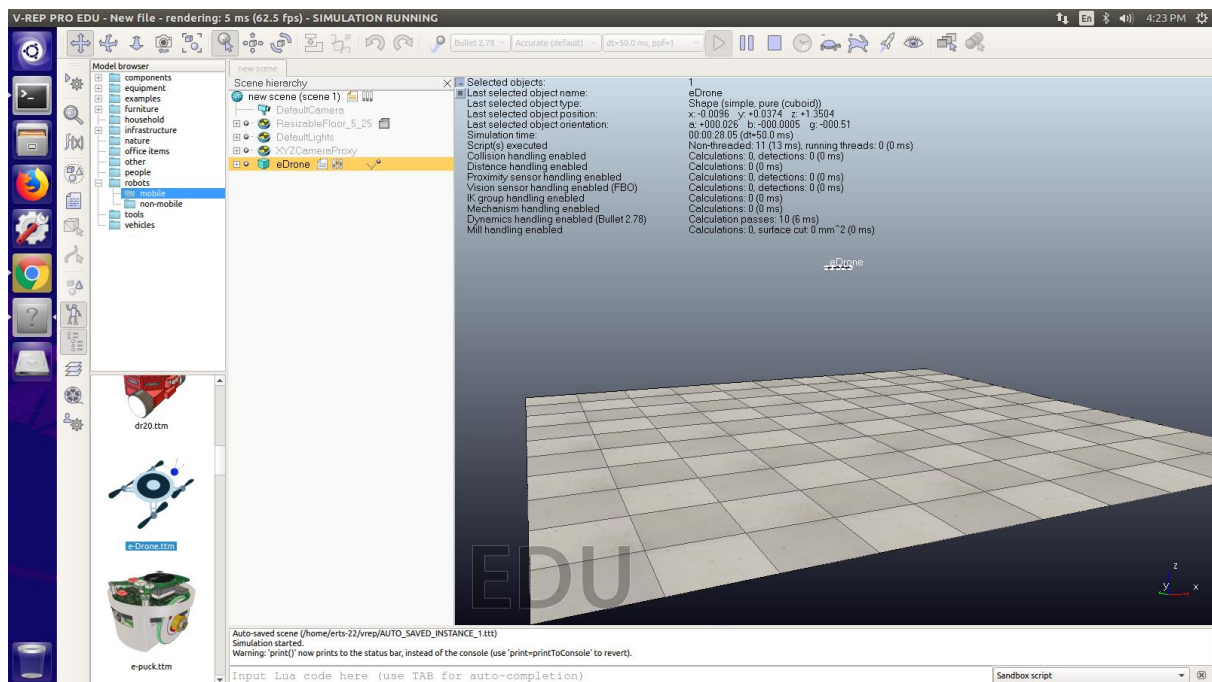 V-REP PRO EDU - New file - rendering: 5 ms (62.5 fps) - SIMULATION RUNNING
En
4:23 PM
Bullet 2.78
Accurate (default)
dt=50.0 ms, ppf=1
Model browser
components
equipment
examples
furniture
household
infrastructure
nature
office items
other
people
robots
mobile
non-mobile
tools
vehicles
f(x)
dr20.ttm
e-Drone.ttm
e-puck.ttm
new scene
Scene hierarchy
new scene (scene 1)
DefaultCamera
ResizableFloor_5_25
DefaultLights
XYZCameraProxy
eDrone
Selected objects: 1
Last selected object name: eDrone
Last selected object type: Shape (simple, pure (cuboid))
Last selected object position: x: -0.0096 y: +0.0374 z: +1.3504
Last selected object orientation: a: +000.026 b: -000.0005 g: -000.51
Simulation time: 00:00:28.05 (dt=50.0 ms)
Script(s) executed Non-threaded: 11 (13 ms), running threads: 0 (0 ms)
Collision handling enabled Calculations: 0, detections: 0 (0 ms)
Distance handling enabled Calculations: 0 (0 ms)
Proximity sensor handling enabled Calculations: 0, detections: 0 (0 ms)
Vision sensor handling enabled (FBO) Calculations: 0, detections: 0 (0 ms)
IK group handling enabled Calculations: 0 (0 ms)
Mechanism handling enabled Calculations: 0 (0 ms)
Dynamics handling enabled (Bullet 2.78) Calculation passes: 10 (6 ms)
Mill handling enabled Calculations: 0, surface cut: 0 mm^2 (0 ms)
eDrone
EDU
z
y
x
Auto-saved scene (/home/erts-22/vrep/AUTO_SAVED_INSTANCE_1.ttt)
Simulation started.
Warning: 'print()' now prints to the status bar, instead of the console (use 'print=printToConsole' to revert).
Input Lua code here (use TAB for auto-completion)
Sandbox script